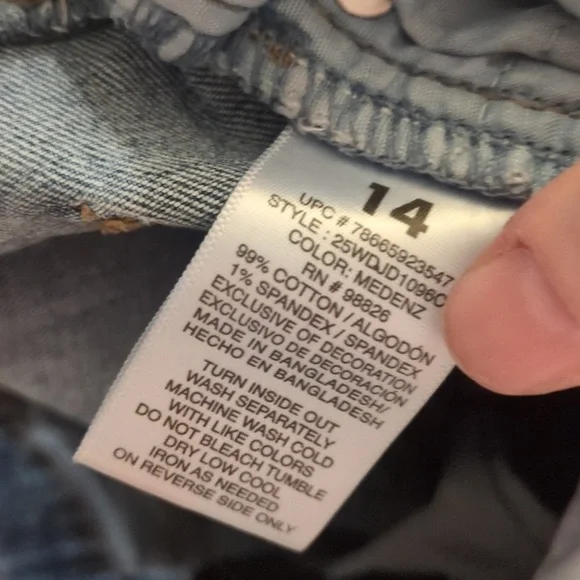 14
UPC # 78665923547
STYLE : 25WDJD1096C
COLOR: MEDENZ
RN # 98826
99% COTTON / ALGODÓN
1% SPANDEX / SPANDEX
EXCLUSIVE OF DECORATION
EXCLUSIVO DE DECORACIÓN
MADE IN BANGLADESH/
HECHO EN BANGLADESH
TURN INSIDE OUT
WASH SEPARATELY
MACHINE WASH COLD
WITH LIKE COLORS
DO NOT BLEACH TUMBLE
DRY LOW COOL
IRON AS NEEDED
ON REVERSE SIDE ONLY